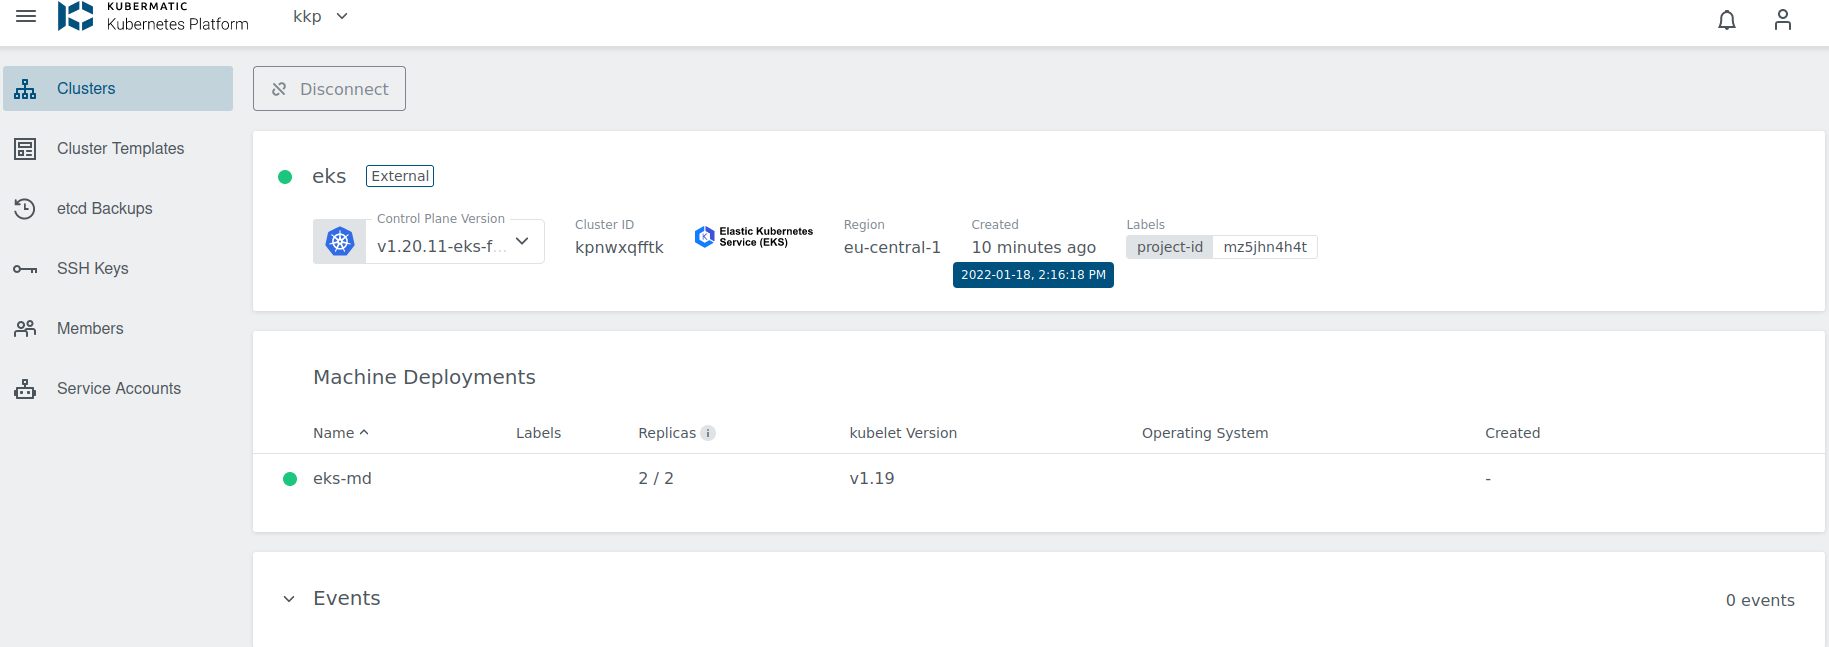 KUBERMATIC
Kubernetes Platform
kkp
Clusters
Cluster Templates
etcd Backups
SSH Keys
Members
Service Accounts
Disconnect
eks External
Control Plane Version
v1.20.11-eks-f...
Cluster ID
kpnwxqfftk
Elastic Kubernetes
Service (EKS)
Region
eu-central-1
Created
10 minutes ago
2022-01-18, 2:16:18 PM
Labels
project-id mz5jhn4h4t
Machine Deployments
Name Labels Replicas i kubelet Version Operating System Created
eks-md 2 / 2 v1.19 -
Events 0 events